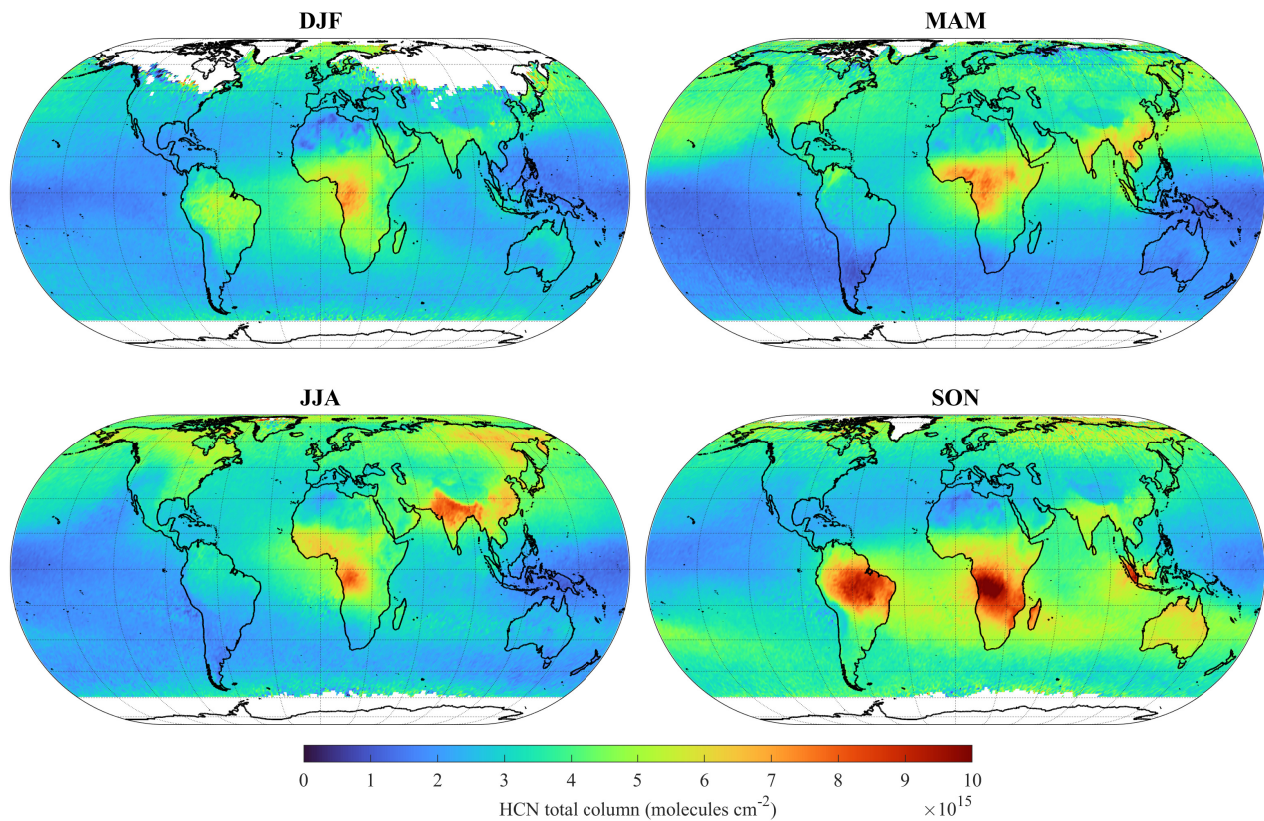 DJF MAM
JJA SON
0 1 2 3 4 5 6 7 8 9 10
HCN total column (molecules cm⁻²) ×10¹⁵